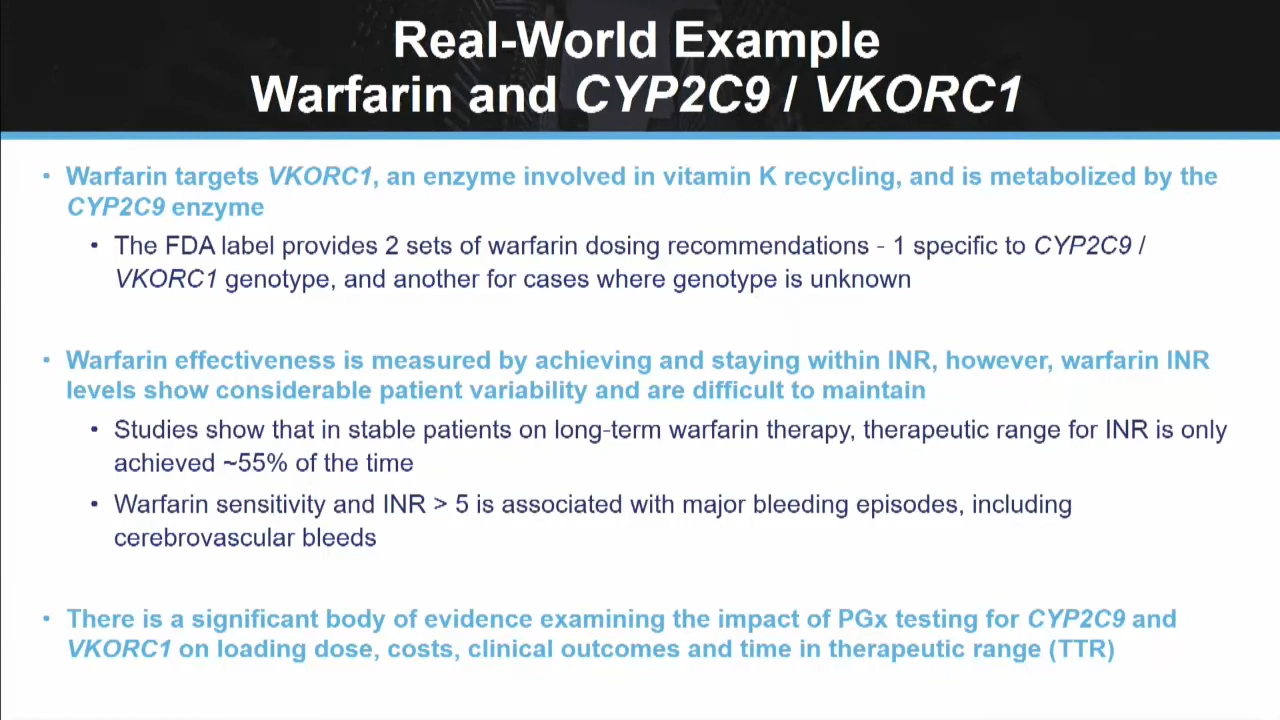 Real-World Example
Warfarin and CYP2C9 / VKORC1
• Warfarin targets VKORC1, an enzyme involved in vitamin K recycling, and is metabolized by the
CYP2C9 enzyme
• The FDA label provides 2 sets of warfarin dosing recommendations - 1 specific to CYP2C9 /
VKORC1 genotype, and another for cases where genotype is unknown
• Warfarin effectiveness is measured by achieving and staying within INR, however, warfarin INR
levels show considerable patient variability and are difficult to maintain
• Studies show that in stable patients on long-term warfarin therapy, therapeutic range for INR is only
achieved ~55% of the time
• Warfarin sensitivity and INR > 5 is associated with major bleeding episodes, including
cerebrovascular bleeds
• There is a significant body of evidence examining the impact of PGx testing for CYP2C9 and
VKORC1 on loading dose, costs, clinical outcomes and time in therapeutic range (TTR)